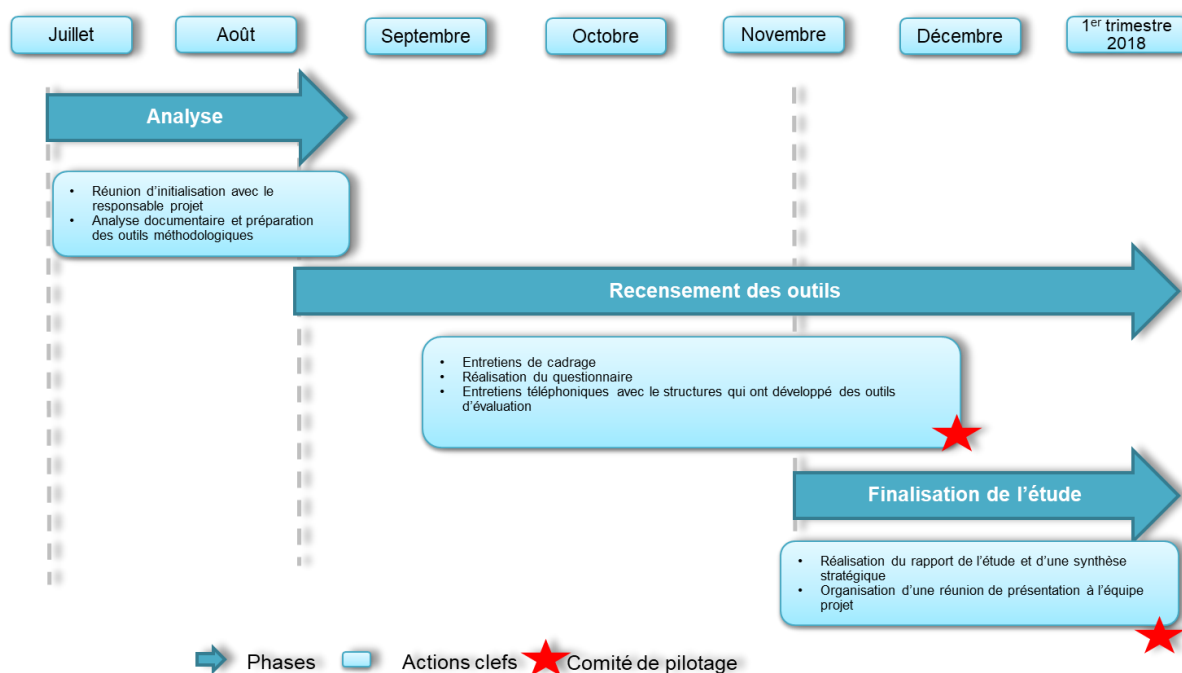 Juillet
Août
Septembre
Octobre
Novembre
Décembre
1er trimestre
2018
Analyse
• Réunion d'initialisation avec le
responsable projet
• Analyse documentaire et préparation
des outils méthodologiques
Recensement des outils
• Entretiens de cadrage
• Réalisation du questionnaire
• Entretiens téléphoniques avec le structures qui ont développé des outils
d'évaluation
Finalisation de l'étude
• Réalisation du rapport de l'étude et d'une synthèse
stratégique
• Organisation d'une réunion de présentation à l'équipe
projet
Phases
Actions clefs
Comité de pilotage